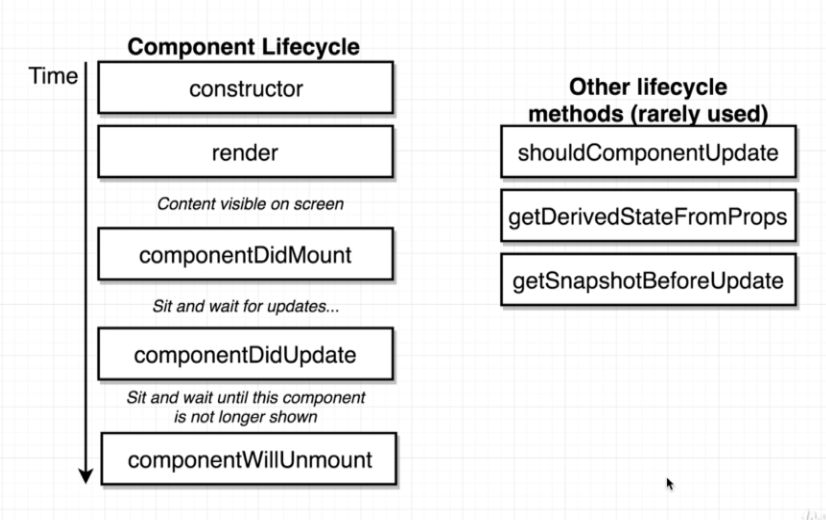 Component Lifecycle
Time
constructor
render
Content visible on screen
componentDidMount
Sit and wait for updates...
componentDidUpdate
Sit and wait until this component
is not longer shown
componentWillUnmount
Other lifecycle
methods (rarely used)
shouldComponentUpdate
getDerivedStateFromProps
getSnapshotBeforeUpdate